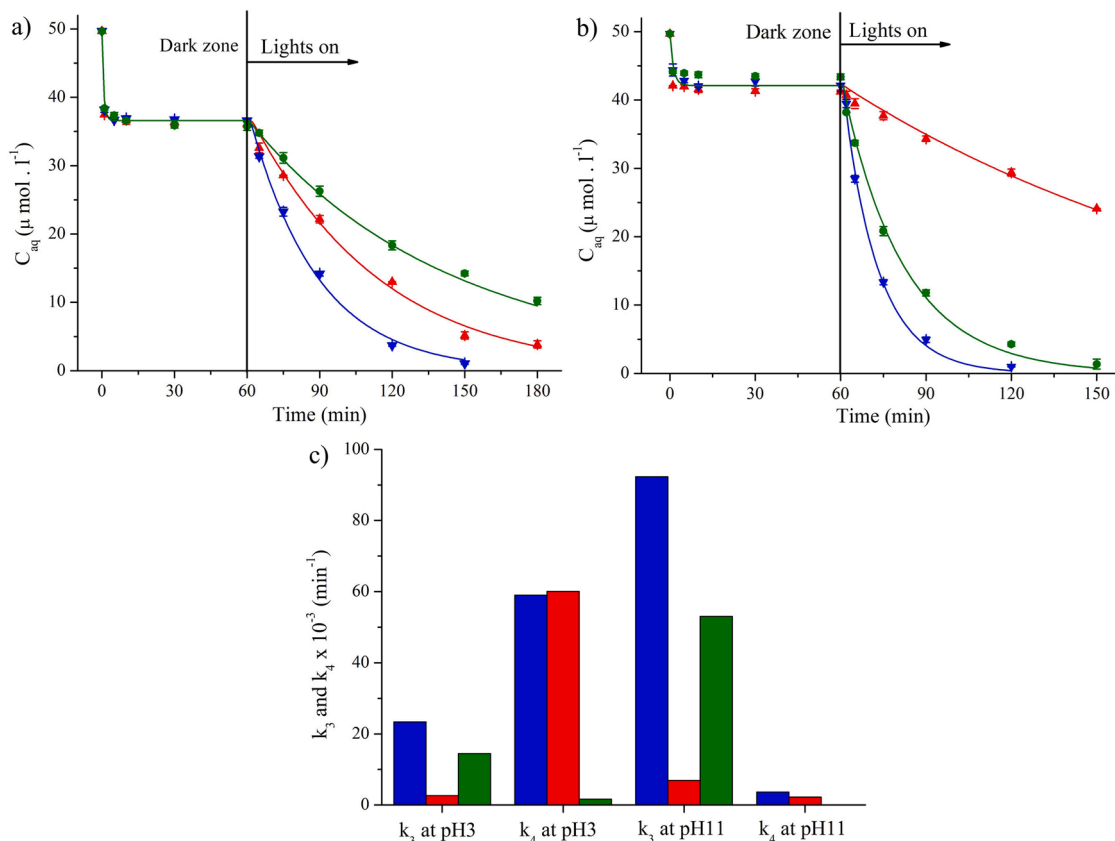 a)
Dark zone
Lights on
50
40
30
20
10
0
C_aq (μ mol . l^-1)
0 30 60 90 120 150 180
Time (min)
b)
Dark zone
Lights on
50
40
30
20
10
0
C_aq (μ mol . l^-1)
0 30 60 90 120 150
Time (min)
c)
100
80
60
40
20
0
k_3 and k_4 x 10^-3 (min^-1)
k_3 at pH3 k_4 at pH3 k_3 at pH11 k_4 at pH11